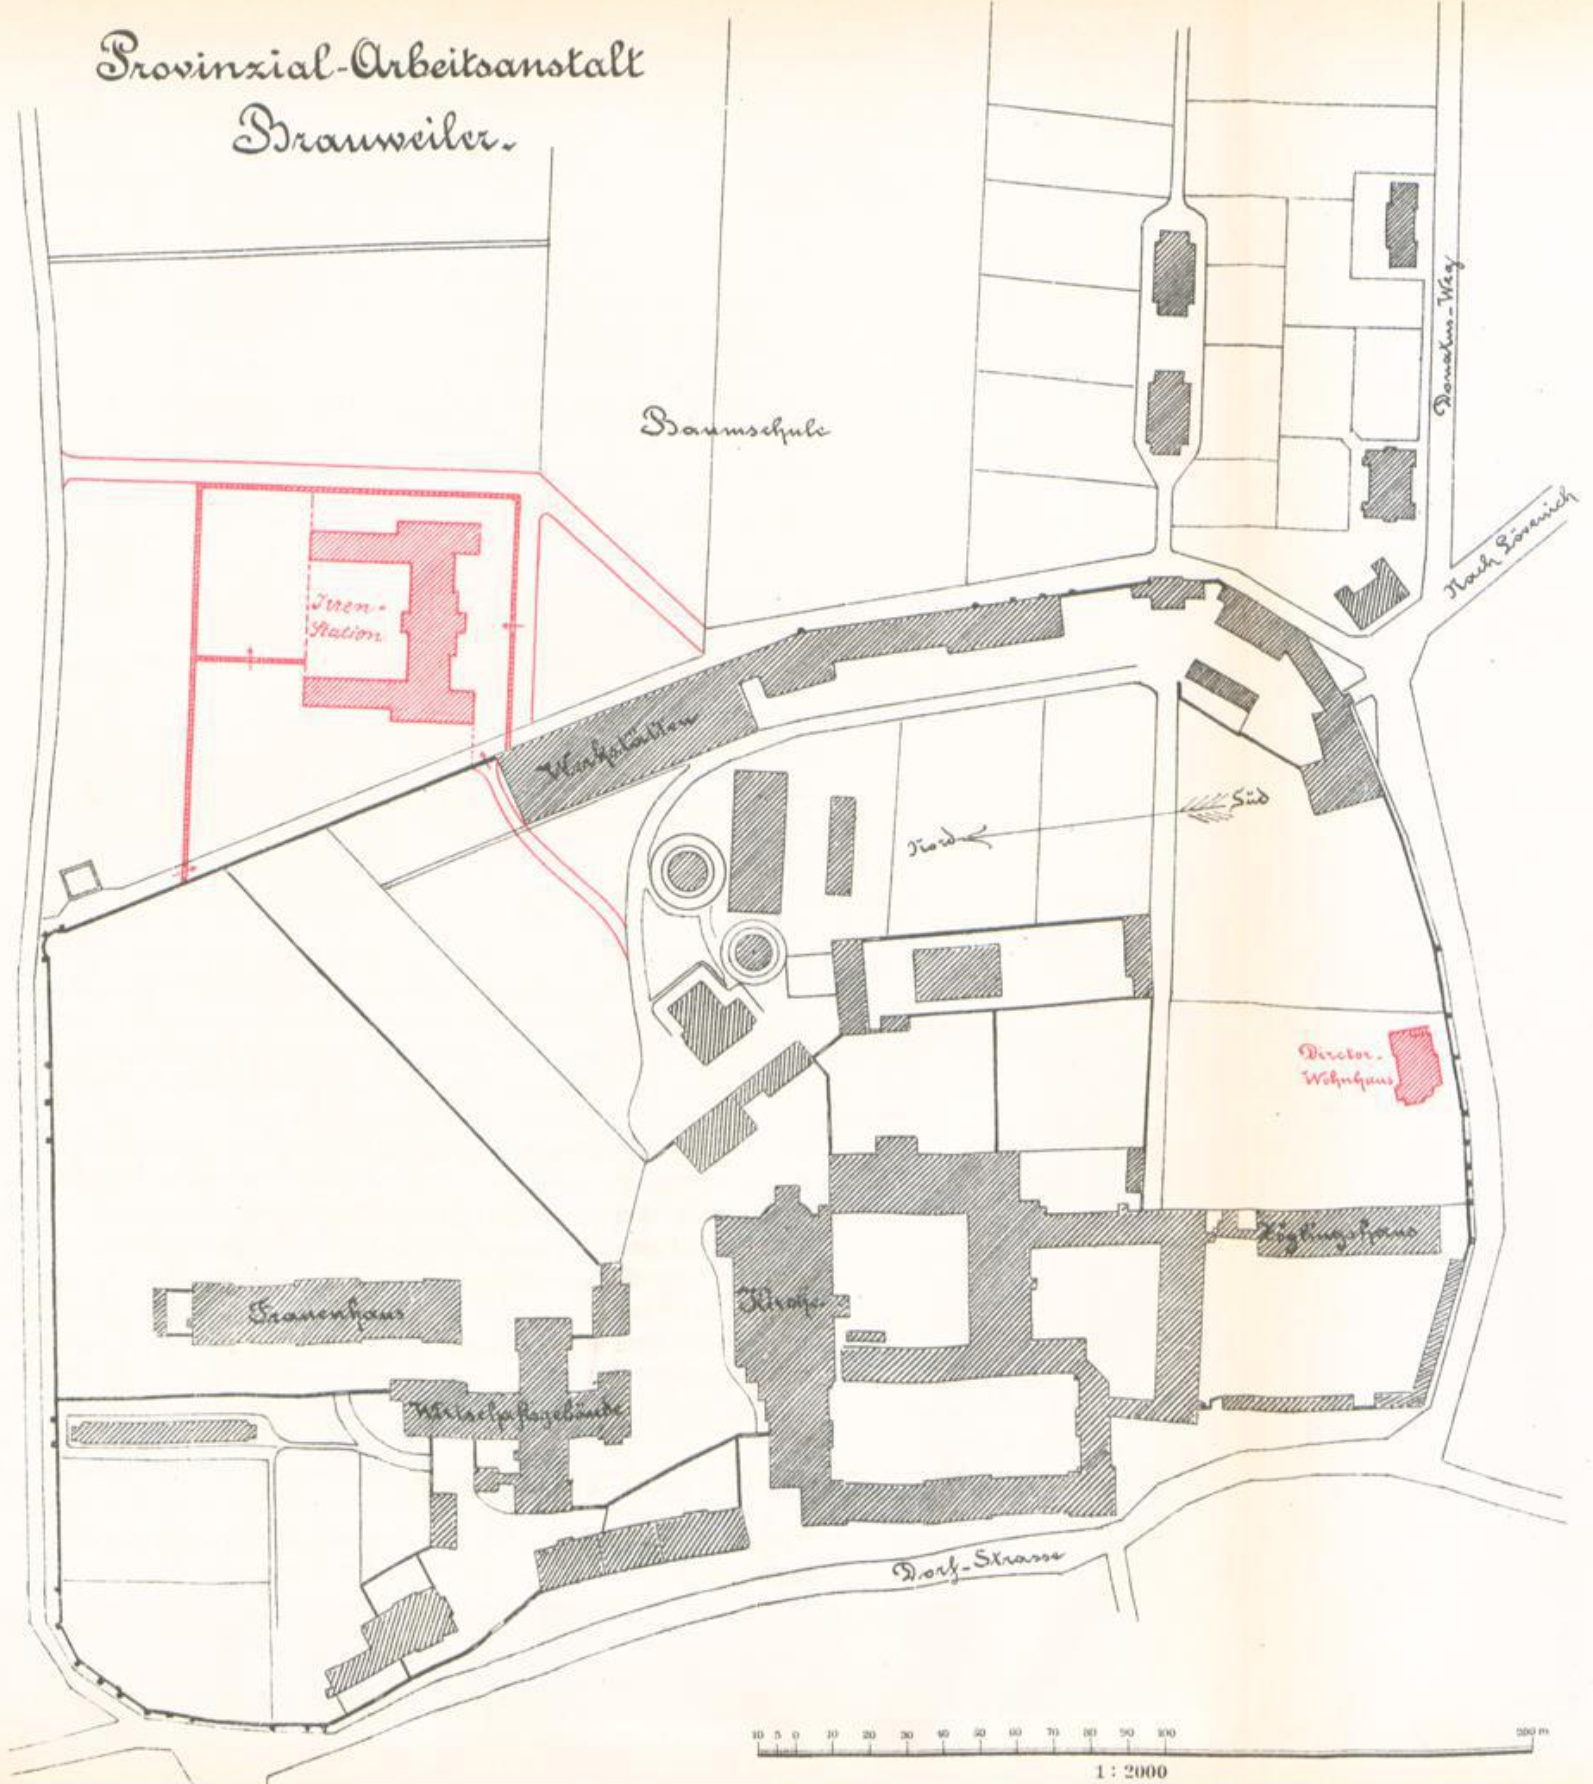 Provinzial-Arbeitsanstalt
Brauweiler.
Baumschule
Donatus-Weg
Nach Lövenich
Irren-
Station
Werkstätten
Nord
Süd
Director-
Wohnhaus
Zöglingshaus
Frauenhaus
Kirche
Wirtschaftsgebäude
Dorf-Strasse
10 5 0 10 20 30 40 50 60 70 80 90 100 200 m
1 : 2000